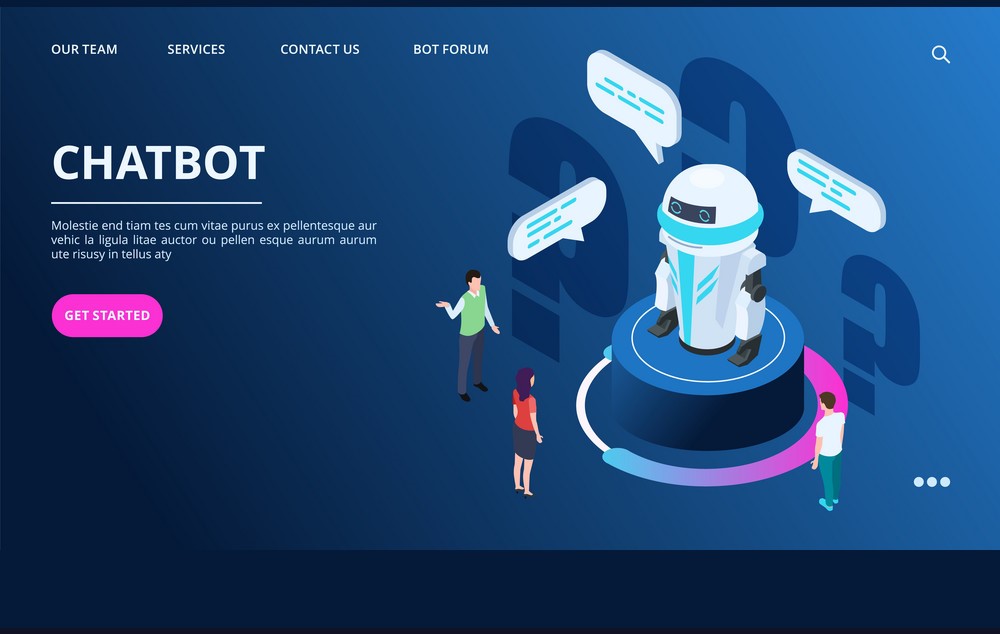 OUR TEAM SERVICES CONTACT US BOT FORUM
CHATBOT
Molestie end tiam tes cum vitae purus ex pellentesque aur
vehic la ligula litae auctor ou pellen esque aurum aurum
ute risusy in tellus aty
GET STARTED